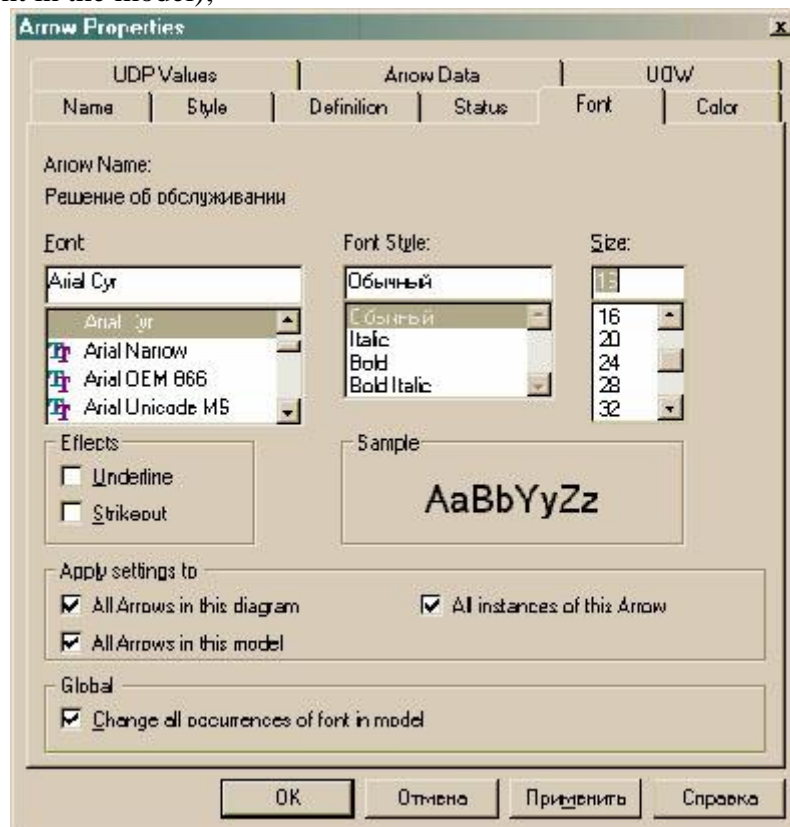 nt in the model);
Arrow Properties
UDP Values Arrow Data UOW
Name Style Definition Status Font Color
Arrow Name:
Решение об обслуживании
Font Font Style: Size:
Arial Cyr Обычный 16
Arial Cyr Обычный 16
Arial Narrow Italic 20
Arial OEM 866 Bold 24
Arial Unicode MS Bold Italic 28
32
Effects Sample
Underline
Strikeout
AaBbYyZz
Apply settings to
All Arrows in this diagram All instances of this Arrow
All Arrows in this model
Global
Change all occurrences of font in model
OK Отмена Применить Справка